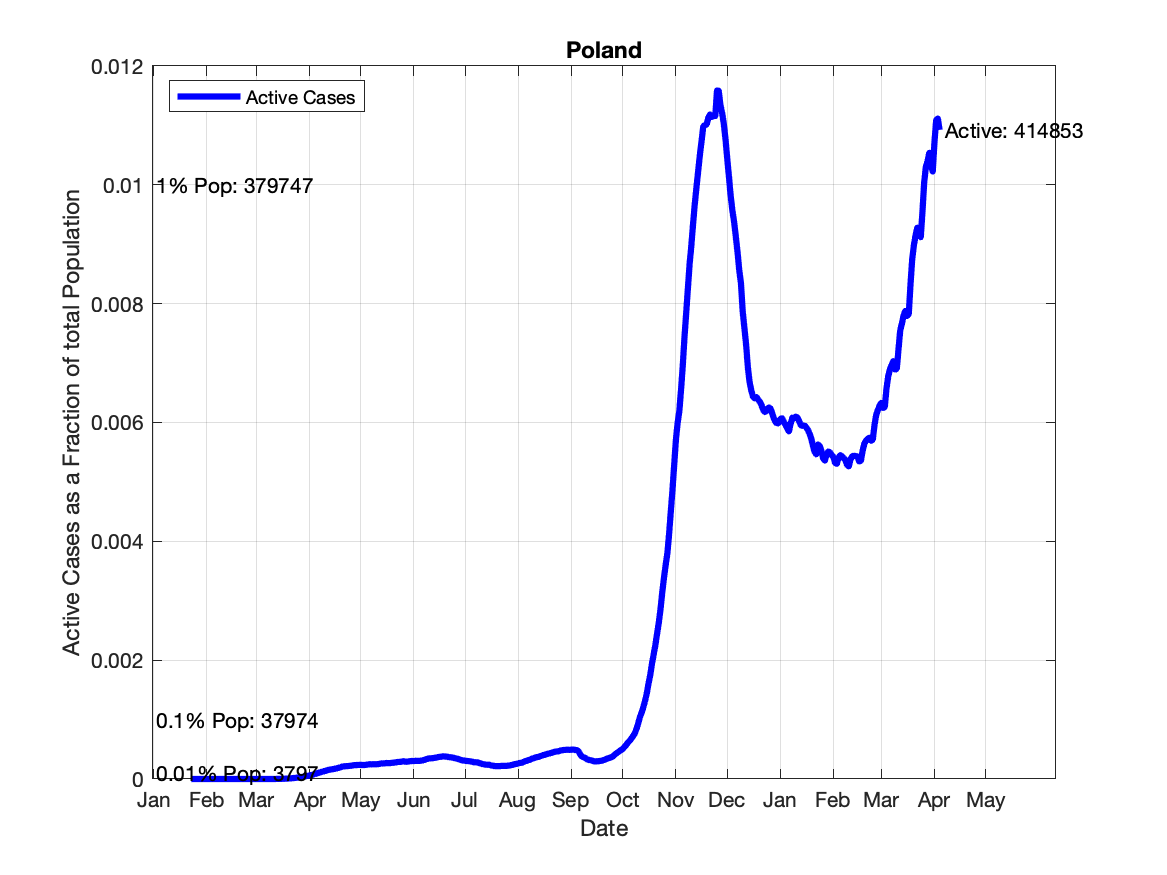 Poland
0.012
Active Cases
Active: 414853
0.01
1% Pop: 379747
0.008
0.006
0.004
0.002
0.1% Pop: 37974
0.01% Pop: 3797
0
Jan Feb Mar Apr May Jun Jul Aug Sep Oct Nov Dec Jan Feb Mar Apr May
Date
Active Cases as a Fraction of total Population